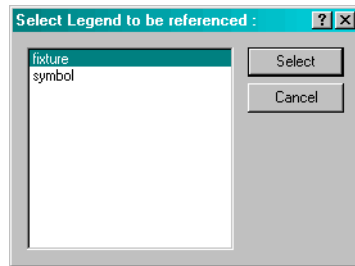 Select Legend to be referenced :
fixture
symbol
Select
Cancel